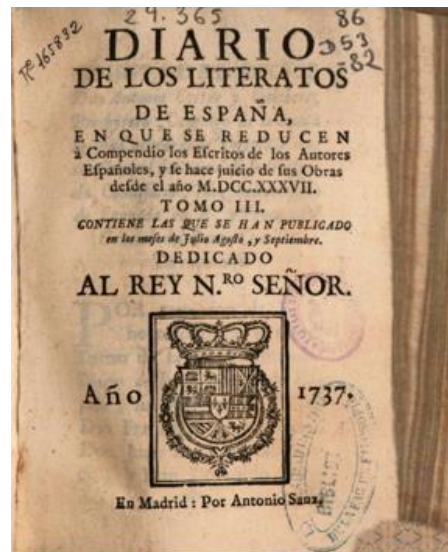 24.365
Nº 165832
86
D53
82
DIARIO
DE LOS LITERATOS
DE ESPAÑA,
EN QUE SE REDUCEN
à Compendio los Escritos de los Autores
Españoles, y se hace juicio de sus Obras
desde el año M.DCC.XXXVII.
TOMO III.
CONTIENE LAS QUE SE HAN PUBLICADO
en los meses de Julio Agosto, y Septiembre.
DEDICADO
AL REY N.RO SEÑOR.
Año 1737.
En Madrid : Por Antonio Sanz.